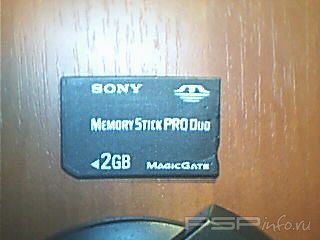 SONY
MEMORY STICK PRO DUO
2GB MAGICGATE
PSPinfo.ru